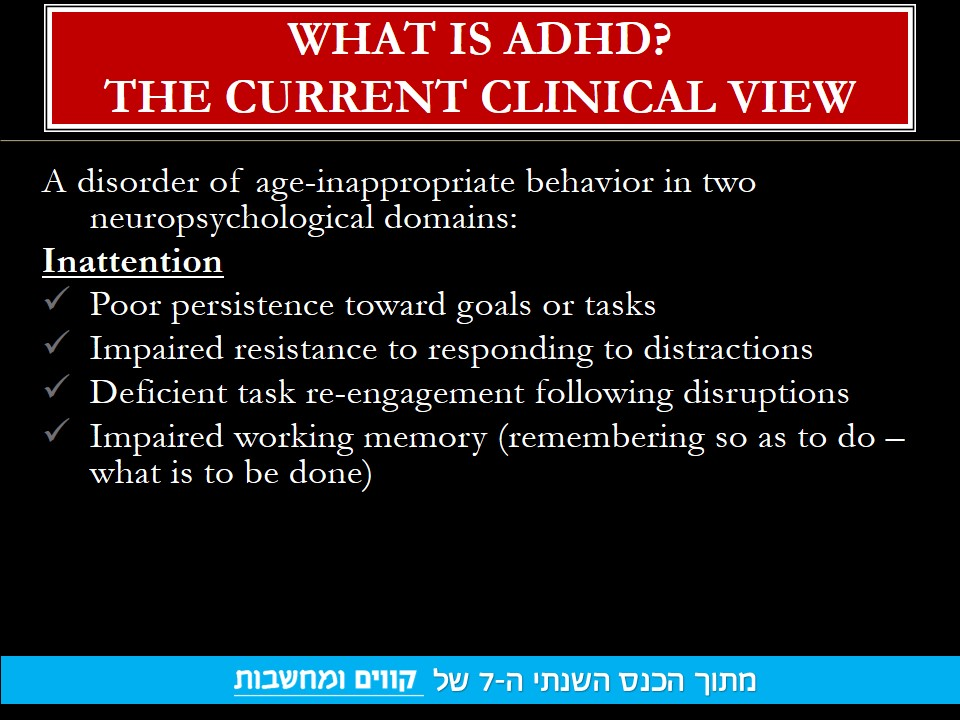 WHAT IS ADHD?
THE CURRENT CLINICAL VIEW
A disorder of age-inappropriate behavior in two
neuropsychological domains:
Inattention
✓ Poor persistence toward goals or tasks
✓ Impaired resistance to responding to distractions
✓ Deficient task re-engagement following disruptions
✓ Impaired working memory (remembering so as to do –
what is to be done)
מתוך הכנס השנתי ה-7 של קווים ומחשבות